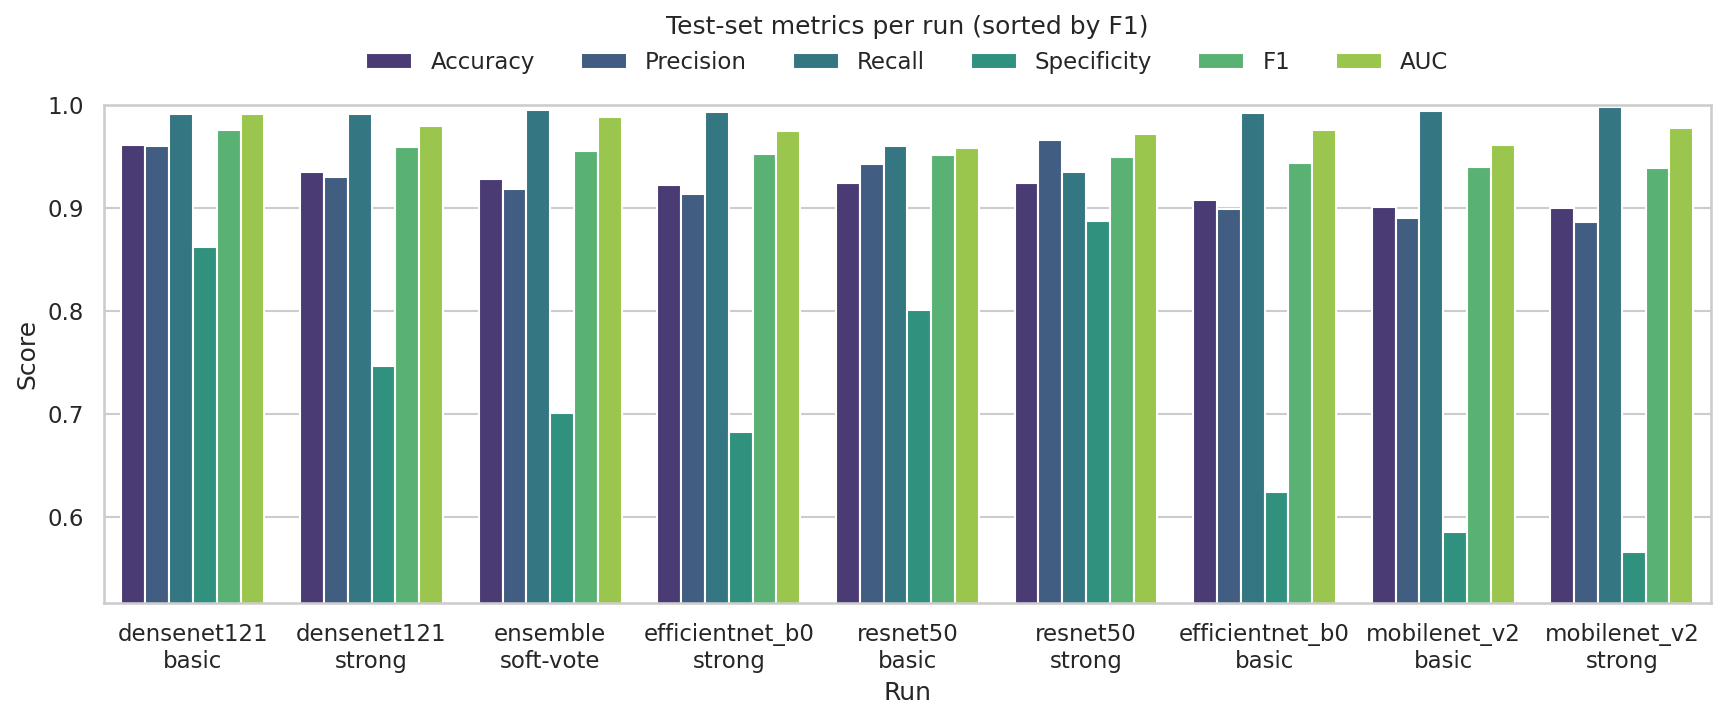 Test-set metrics per run (sorted by F1)
Accuracy Precision Recall Specificity F1 AUC
1.0
0.9
0.8
0.7
0.6
Score
densenet121 basic
densenet121 strong
ensemble soft-vote
efficientnet_b0 strong
resnet50 basic
resnet50 strong
efficientnet_b0 basic
mobilenet_v2 basic
mobilenet_v2 strong
Run